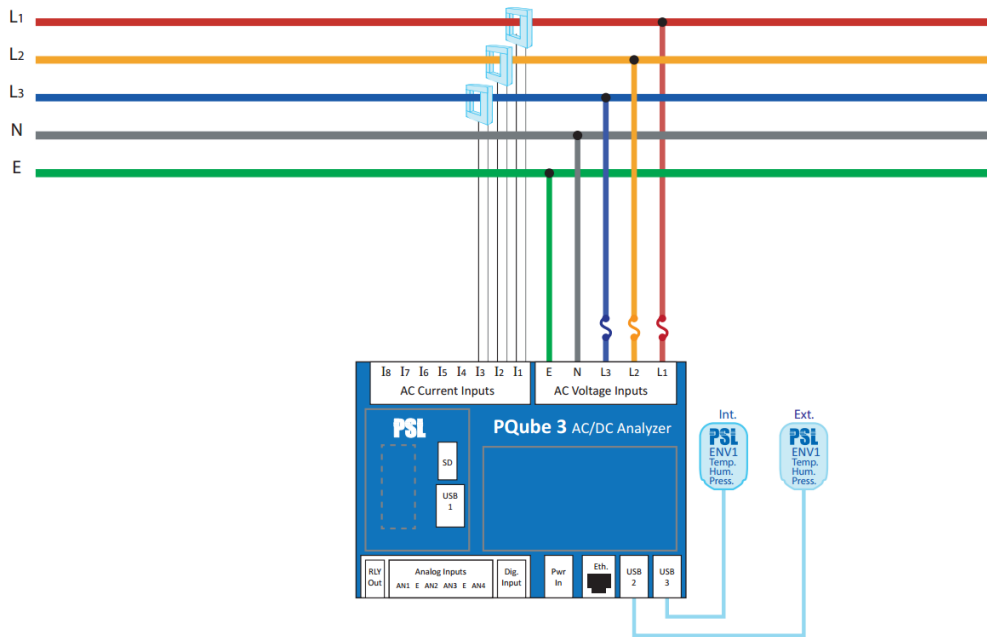 L1
L2
L3
N
E
I8 I7 I6 I5 I4 I3 I2 I1
AC Current Inputs
E N L3 L2 L1
AC Voltage Inputs
PSL
PQube 3 AC/DC Analyzer
SD
USB
1
Int.
PSL
ENV1
Temp.
Hum.
Press.
Ext.
PSL
ENV1
Temp.
Hum.
Press.
RLY
Out
Analog Inputs
AN1 E AN2 AN3 E AN4
Dig.
Input
Pwr
In
Eth.
USB
2
USB
3